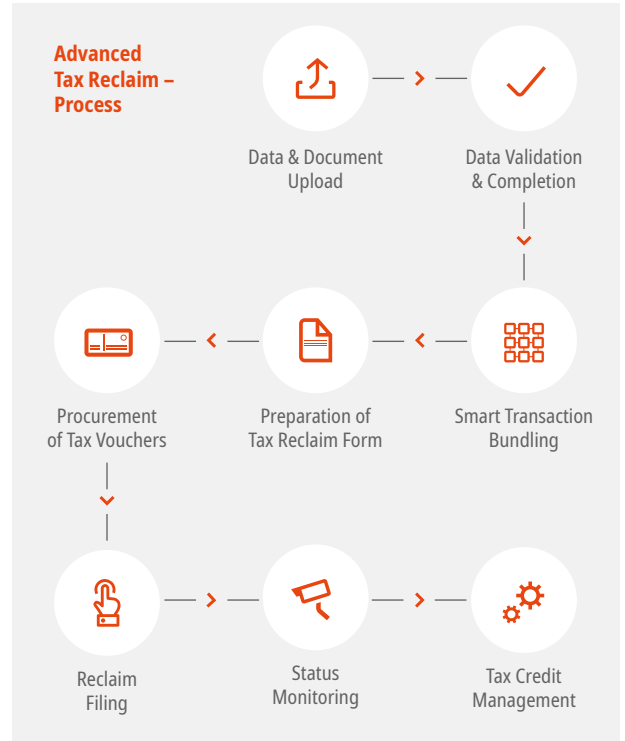 Advanced
Tax Reclaim –
Process
Data & Document
Upload
Data Validation
& Completion
Smart Transaction
Bundling
Preparation of
Tax Reclaim Form
Procurement
of Tax Vouchers
Reclaim
Filing
Status
Monitoring
Tax Credit
Management